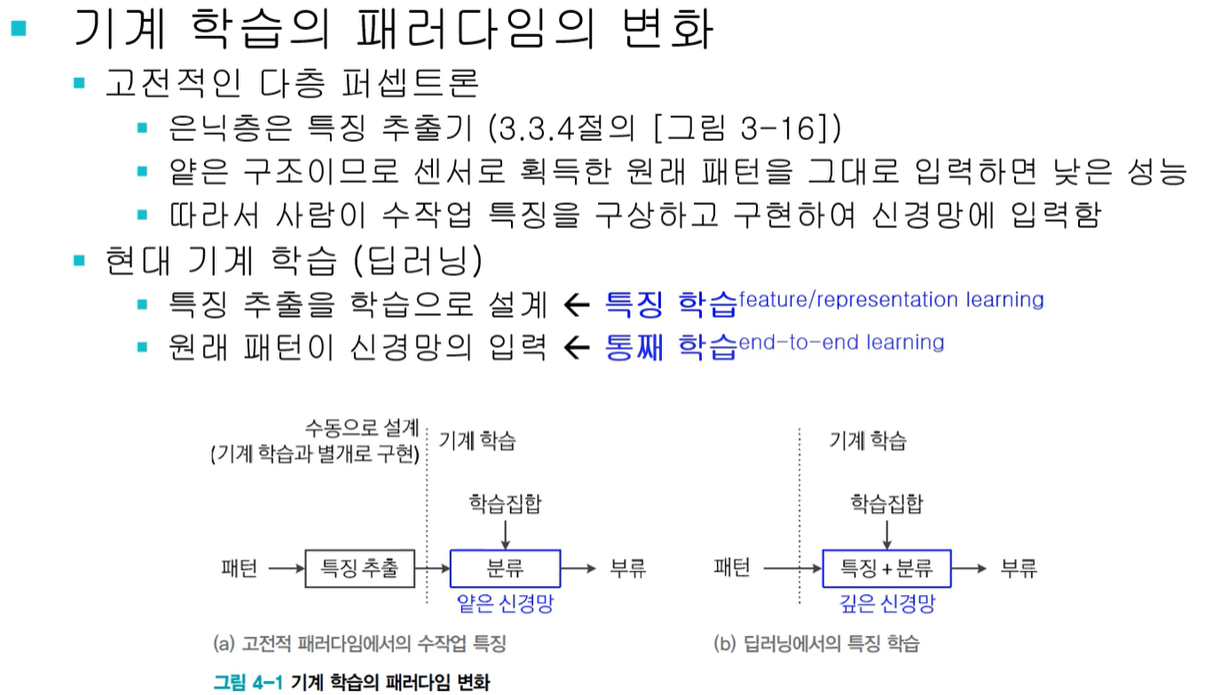 기계 학습의 패러다임의 변화
고전적인 다층 퍼셉트론
은닉층은 특징 추출기 (3.3.4절의 [그림 3-16])
얕은 구조이므로 센서로 획득한 원래 패턴을 그대로 입력하면 낮은 성능
따라서 사람이 수작업 특징을 구상하고 구현하여 신경망에 입력함
현대 기계 학습 (딥러닝)
특징 추출을 학습으로 설계 ← 특징 학습feature/representation learning
원래 패턴이 신경망의 입력 ← 통째 학습end-to-end learning
수동으로 설계
(기계 학습과 별개로 구현)
기계 학습
학습집합
패턴
특징 추출
분류
부류
얕은 신경망
(a) 고전적 패러다임에서의 수작업 특징
기계 학습
학습집합
패턴
특징 + 분류
부류
깊은 신경망
(b) 딥러닝에서의 특징 학습
그림 4-1 기계 학습의 패러다임 변화